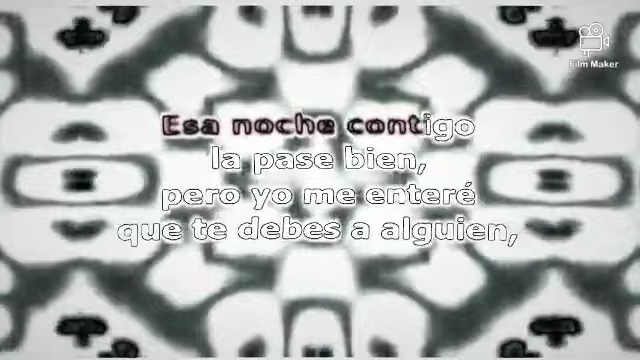 Film Maker
Esa noche contigo
la pase bien,
pero yo me enteré
que te debes a alguien,